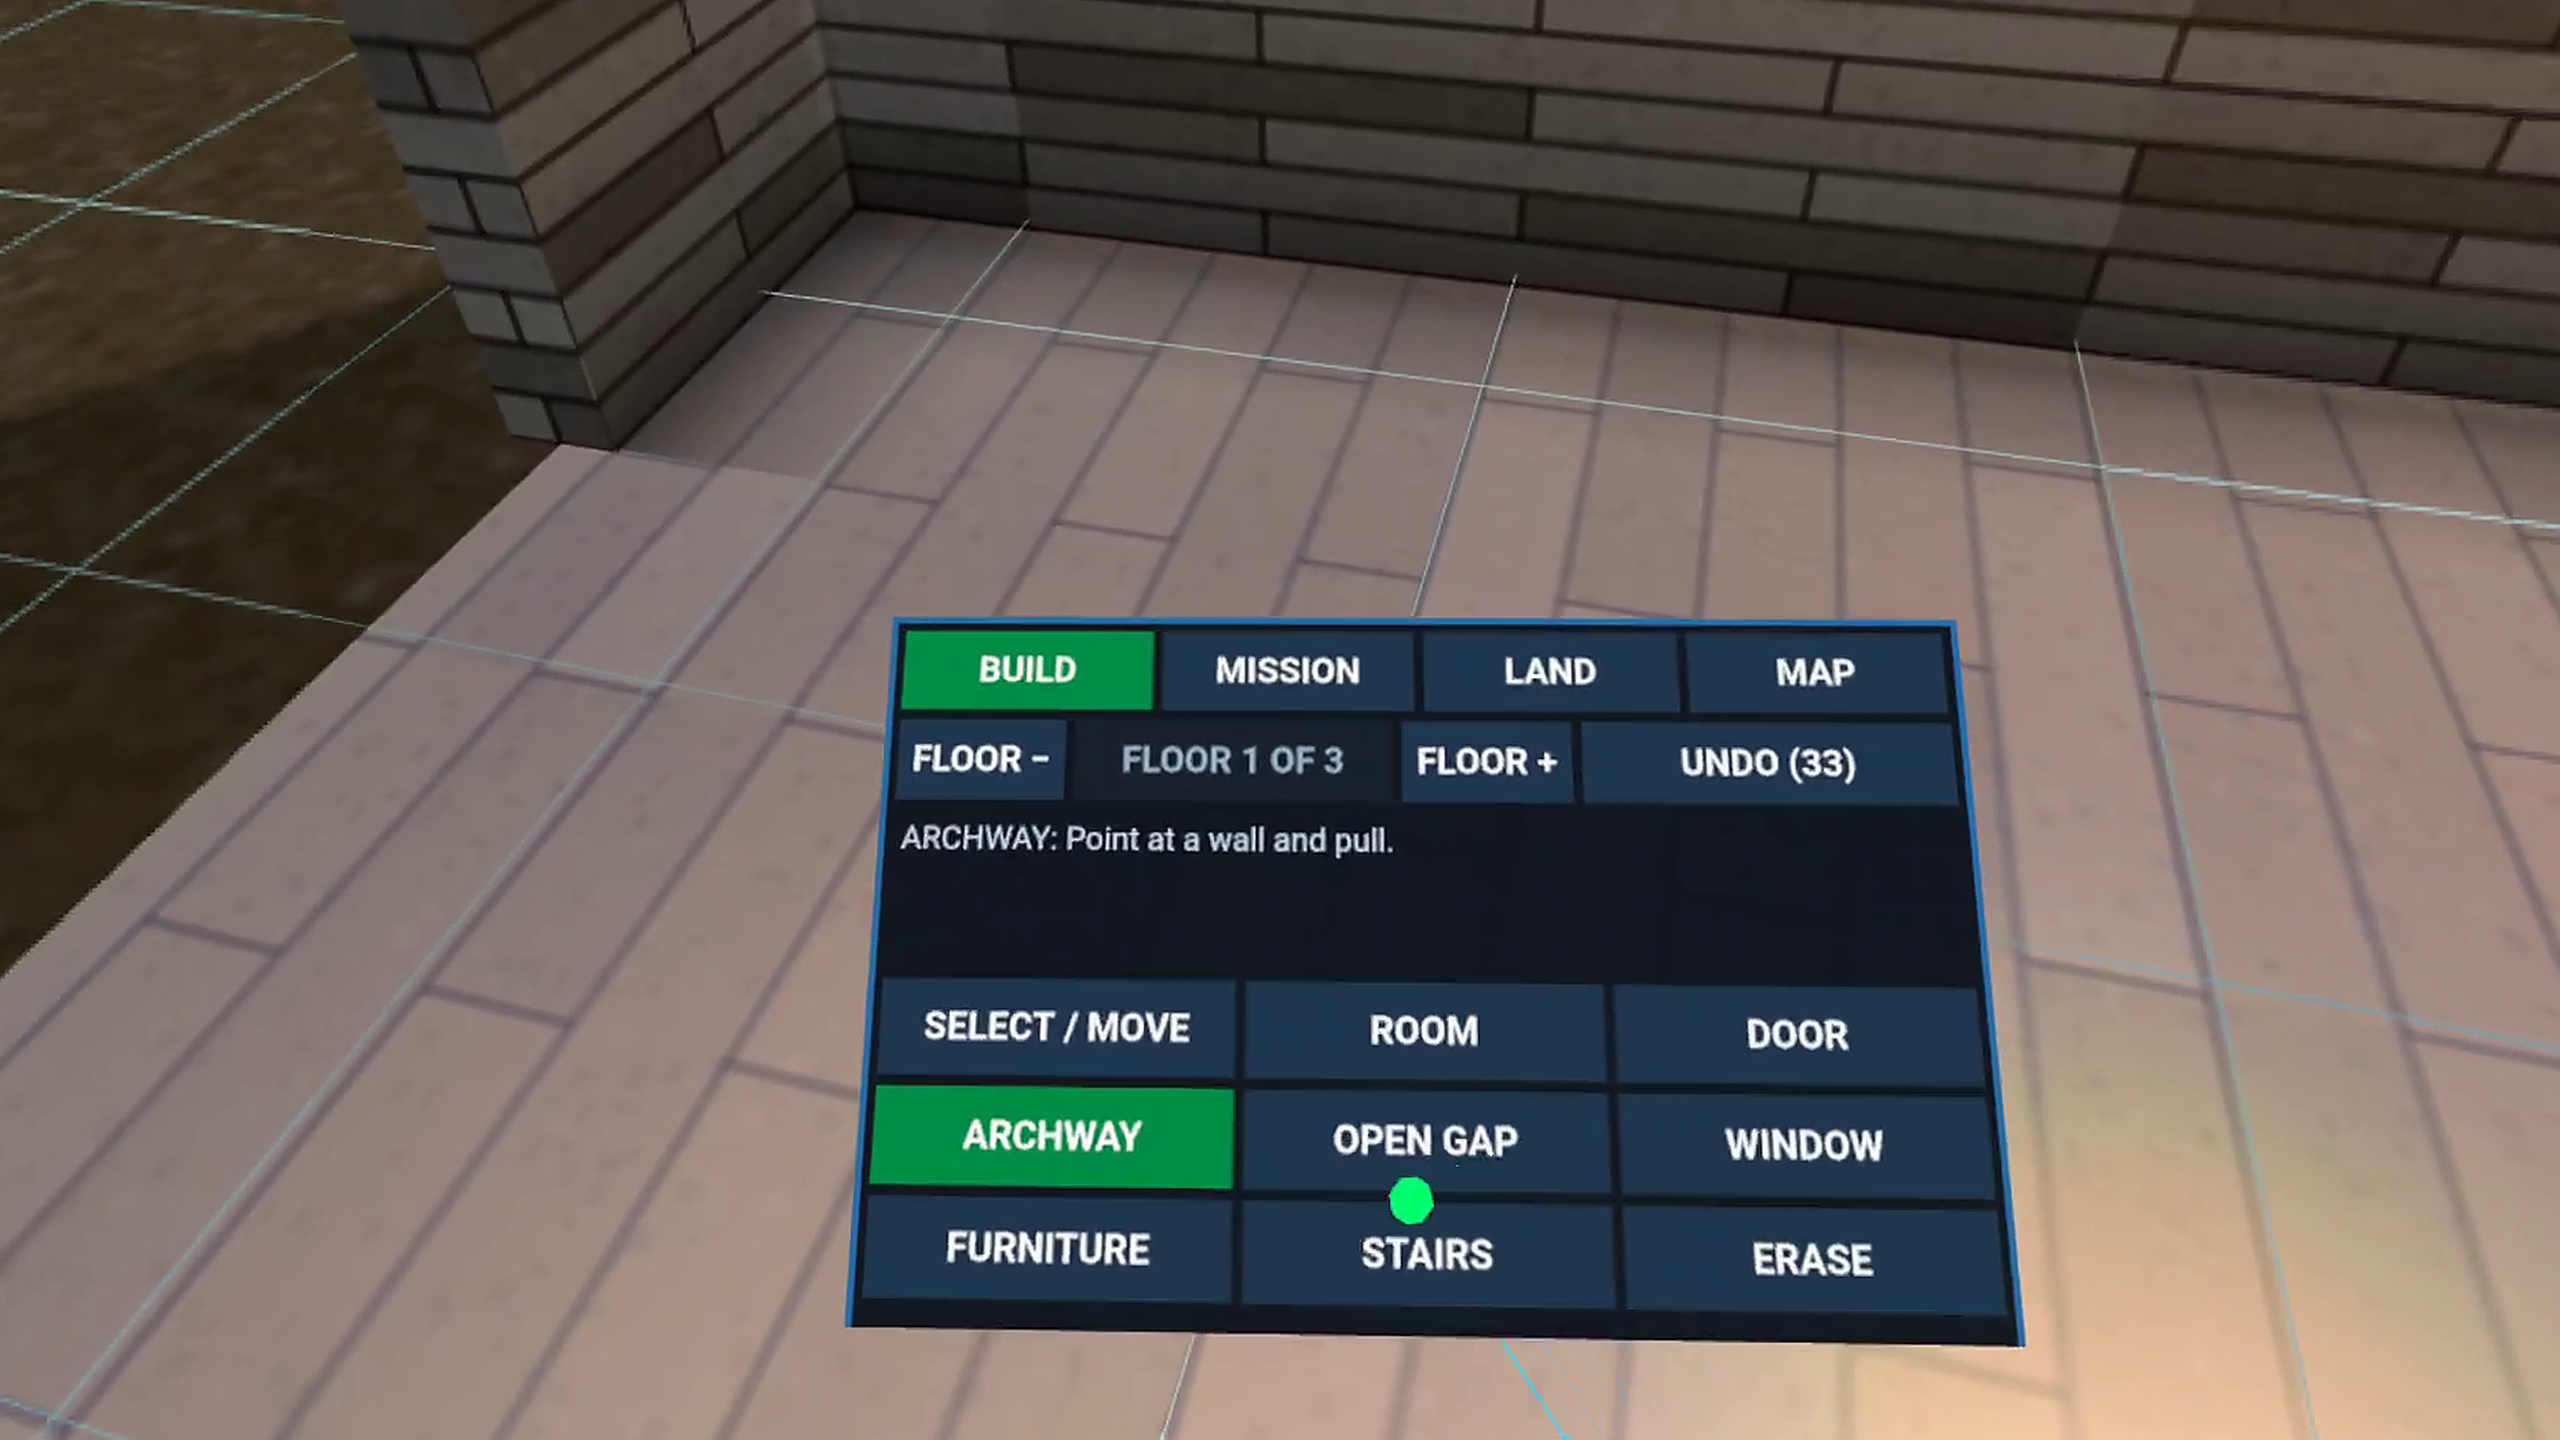 BUILD MISSION LAND MAP
FLOOR − FLOOR 1 OF 3 FLOOR + UNDO (33)
ARCHWAY: Point at a wall and pull.
SELECT / MOVE ROOM DOOR
ARCHWAY OPEN GAP WINDOW
FURNITURE STAIRS ERASE